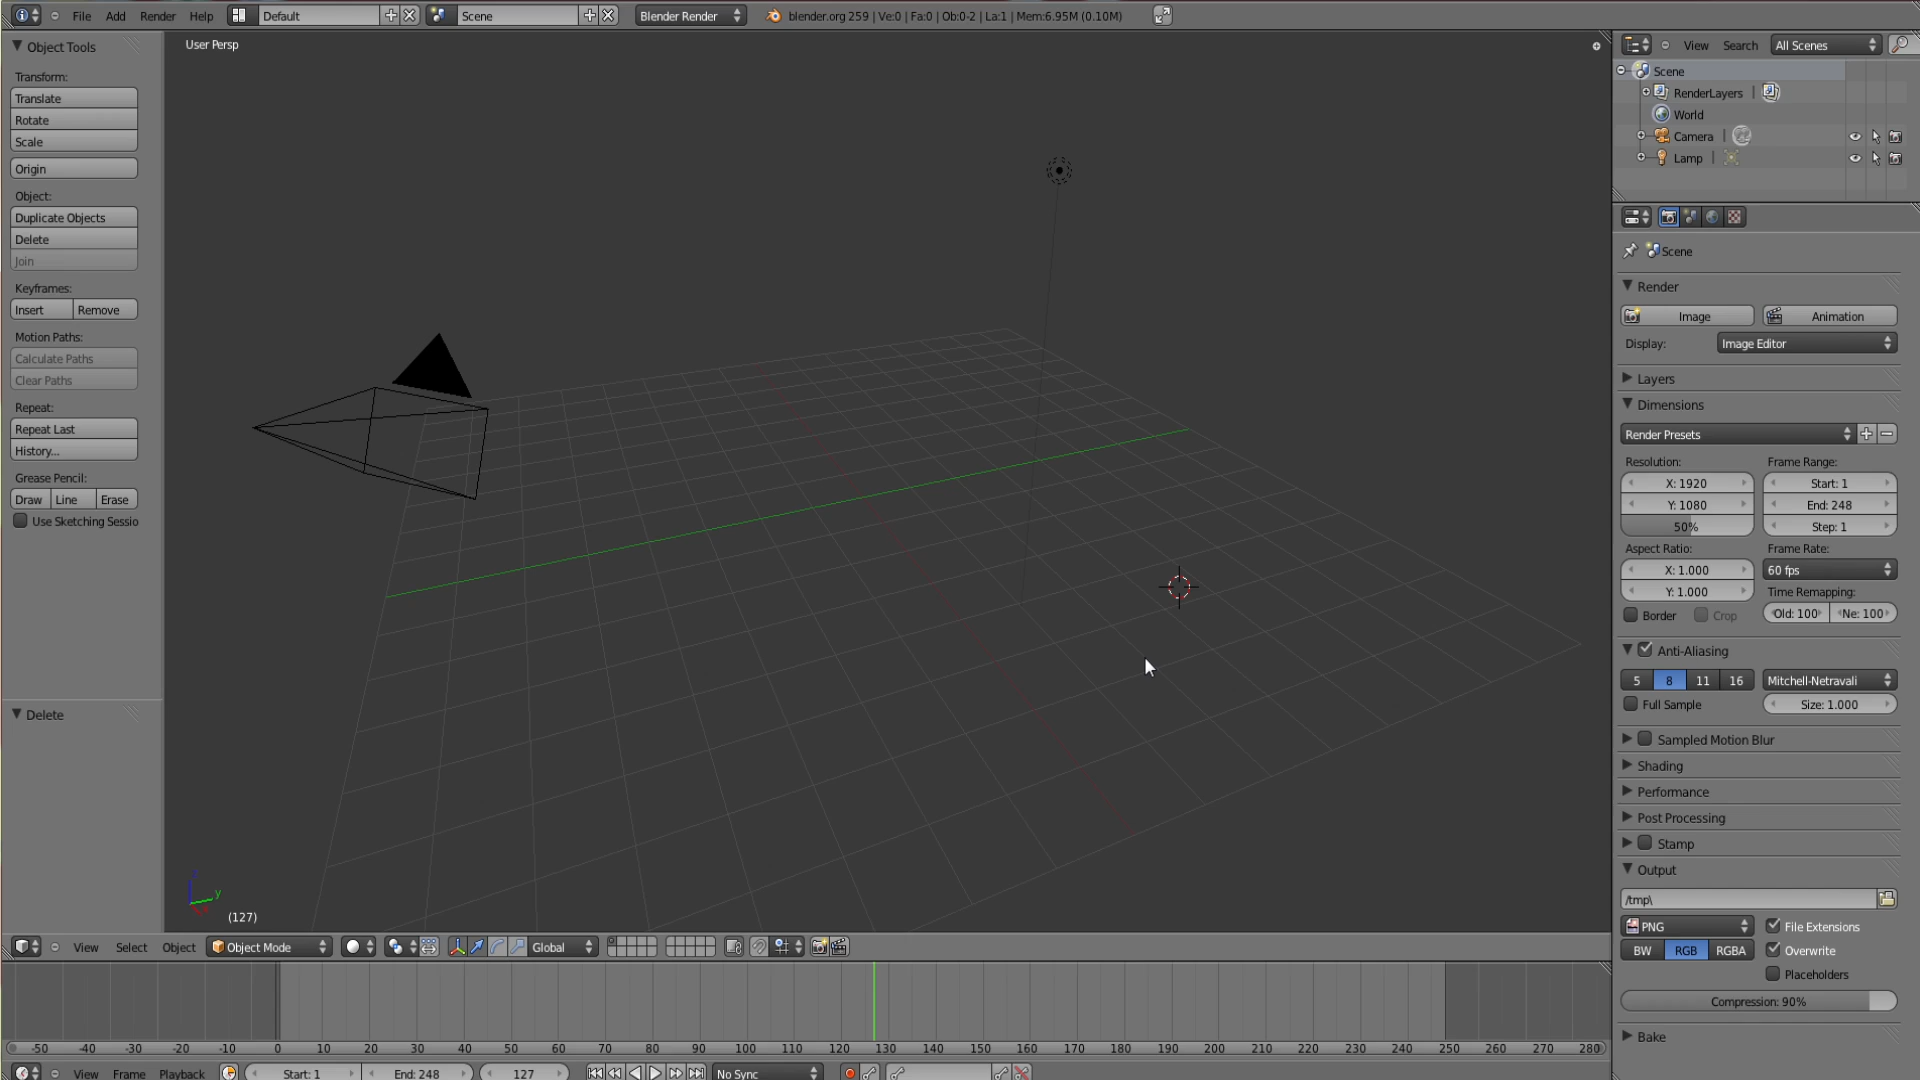 File Add Render Help Default Scene Blender Render blender.org 259 | Ve:0 | Fa:0 | Ob:0-2 | La:1 | Mem:6.95M (0.10M)
Object Tools
Transform:
Translate
Rotate
Scale
Origin
Object:
Duplicate Objects
Delete
Join
Keyframes:
Insert Remove
Motion Paths:
Calculate Paths
Clear Paths
Repeat:
Repeat Last
History...
Grease Pencil:
Draw Line Erase
Use Sketching Sessio
Delete
User Persp
y
(127)
View Select Object Object Mode Global
-50 -40 -30 -20 -10 0 10 20 30 40 50 60 70 80 90 100 110 120 130 140 150 160 170 180 190 200 210 220 230 240 250 260 270 280
View Frame Playback Start: 1 End: 248 127 No Sync
View Search All Scenes
Scene
RenderLayers |
World
Camera |
Lamp |
Scene
Render
Image Animation
Display: Image Editor
Layers
Dimensions
Render Presets
Resolution: Frame Range:
X: 1920 Start: 1
Y: 1080 End: 248
50% Step: 1
Aspect Ratio: Frame Rate:
X: 1.000 60 fps
Y: 1.000 Time Remapping:
Border Crop Old: 100 Ne: 100
Anti-Aliasing
5 8 11 16 Mitchell-Netravali
Full Sample Size: 1.000
Sampled Motion Blur
Shading
Performance
Post Processing
Stamp
Output
/tmp\
PNG File Extensions
BW RGB RGBA Overwrite
Placeholders
Compression: 90%
Bake